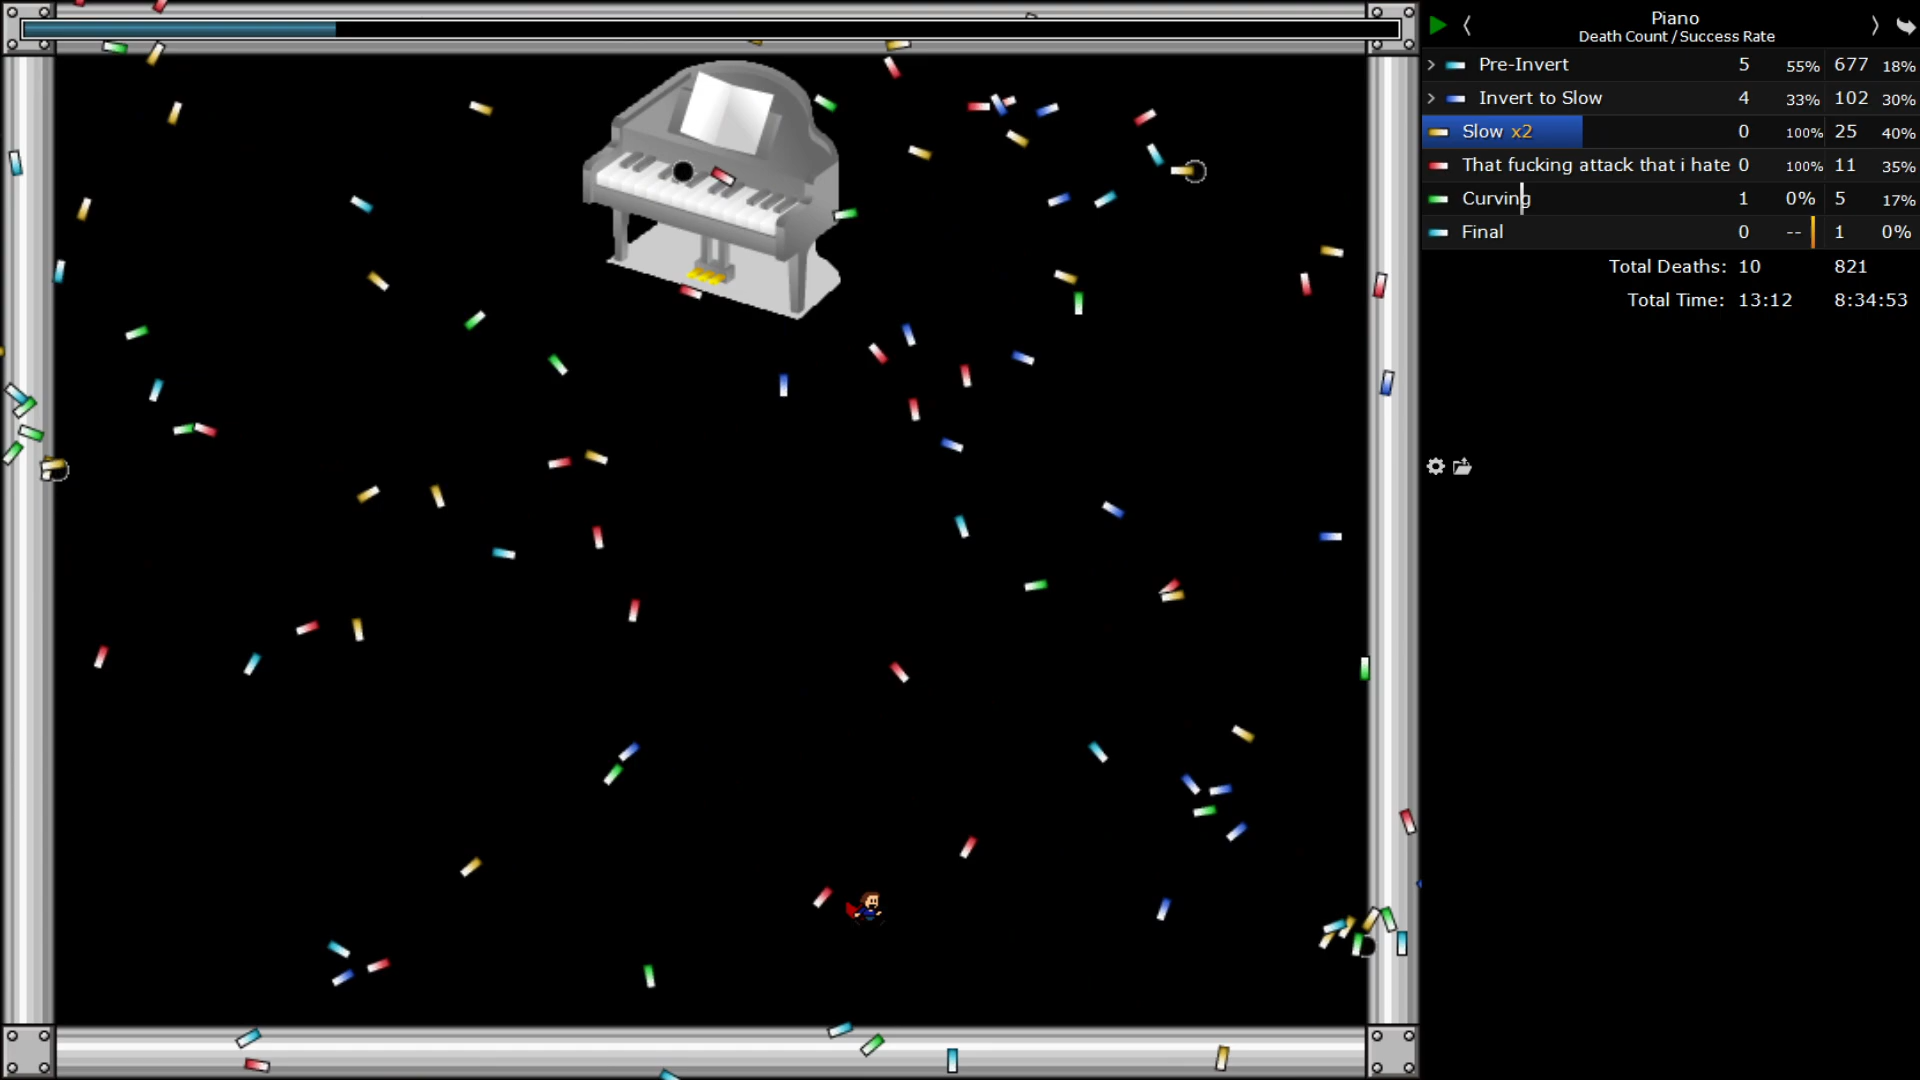 Piano
Death Count / Success Rate
Pre-Invert 5 55% 677 18%
Invert to Slow 4 33% 102 30%
Slow x2 0 100% 25 40%
That fucking attack that i hate 0 100% 11 35%
Curving 1 0% 5 17%
Final 0 -- 1 0%
Total Deaths: 10 821
Total Time: 13:12 8:34:53